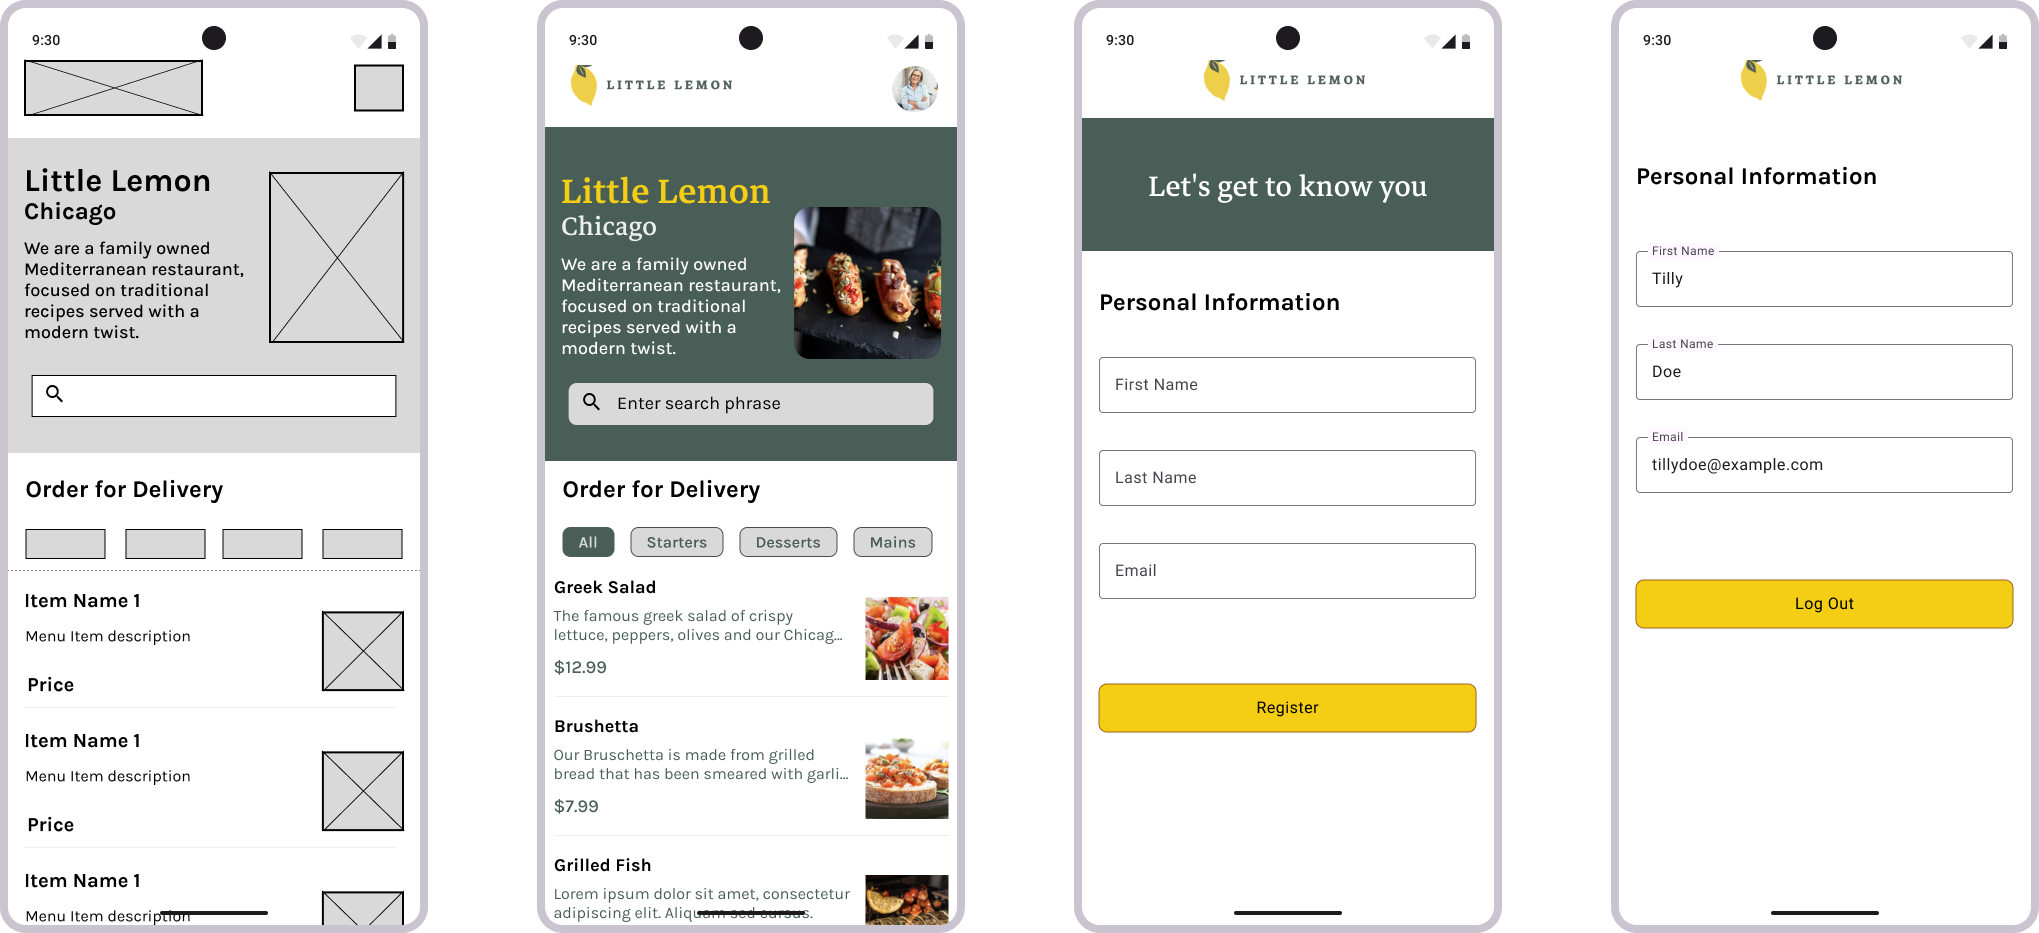 9:30
Little Lemon
Chicago
We are a family owned
Mediterranean restaurant,
focused on traditional
recipes served with a
modern twist.
Order for Delivery
Item Name 1
Menu Item description
Price
Item Name 1
Menu Item description
Price
Item Name 1
Menu Item description
9:30
LITTLE LEMON
Little Lemon
Chicago
We are a family owned
Mediterranean restaurant,
focused on traditional
recipes served with a
modern twist.
Enter search phrase
Order for Delivery
All Starters Desserts Mains
Greek Salad
The famous greek salad of crispy
lettuce, peppers, olives and our Chicag...
$12.99
Brushetta
Our Bruschetta is made from grilled
bread that has been smeared with garli...
$7.99
Grilled Fish
Lorem ipsum dolor sit amet, consectetur
adipiscing elit. Aliquam sed cursus.
9:30
LITTLE LEMON
Let's get to know you
Personal Information
First Name
Last Name
Email
Register
9:30
LITTLE LEMON
Personal Information
First Name
Tilly
Last Name
Doe
Email
tillydoe@example.com
Log Out